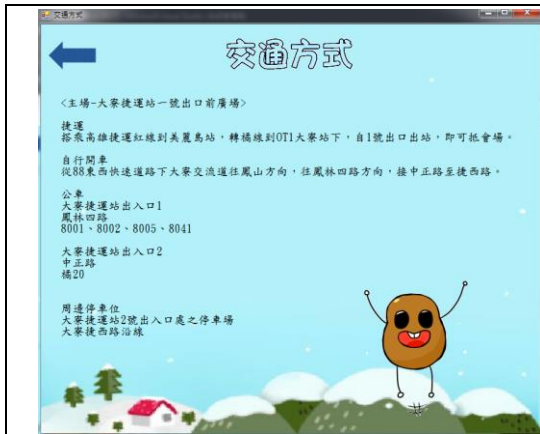 交通方式
交通方式
<主場-大寮捷運站一號出口前廣場>
捷運
搭乘高雄捷運紅線到美麗島站，轉橘線到OT1大寮站下，自1號出口出站，即可抵會場。
自行開車
從88東西快速道路下大寮交流道往鳳山方向，往鳳林四路方向，接中正路至捷西路。
公車
大寮捷運站出入口1
鳳林四路
8001、8002、8005、8041
大寮捷運站出入口2
中正路
橘20
周邊停車位
大寮捷運站2號出入口處之停車場
大寮捷西路沿線